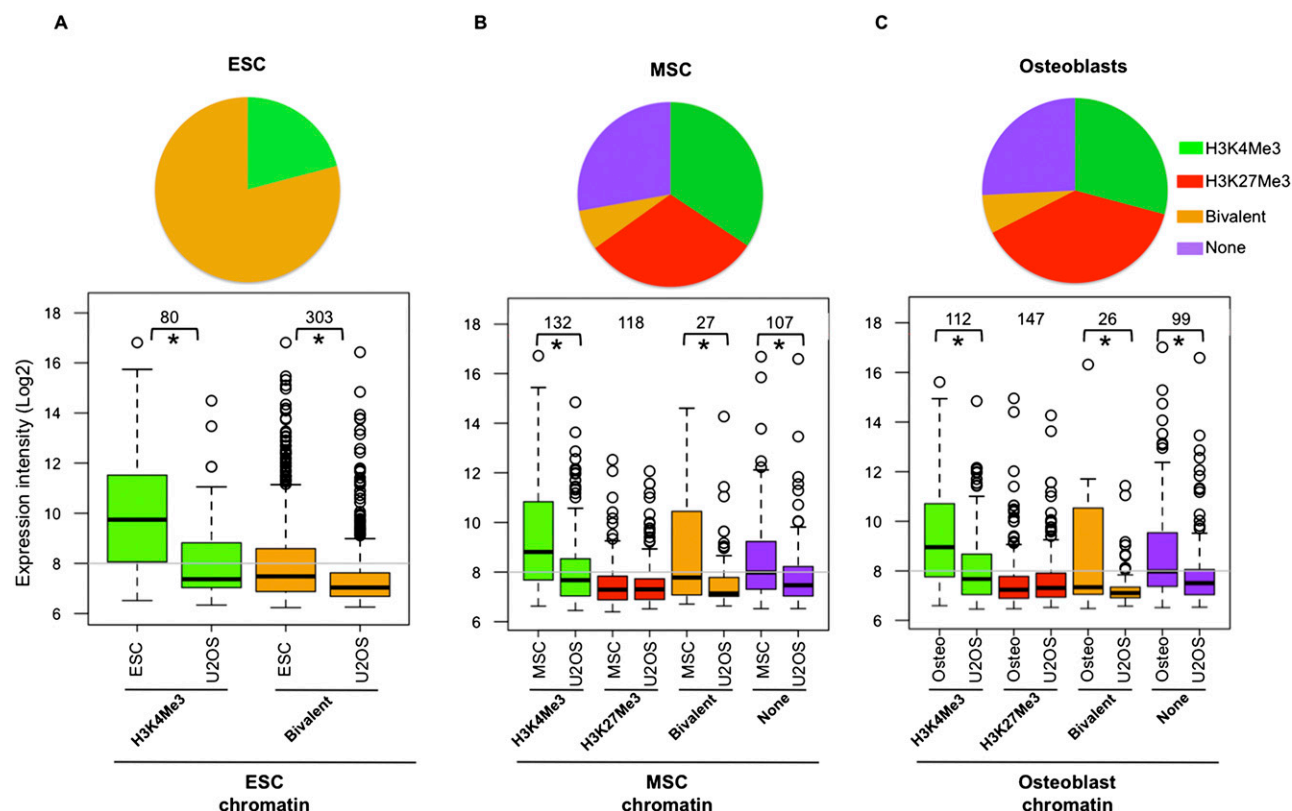 A
B
C
ESC
MSC
Osteoblasts
H3K4Me3
H3K27Me3
Bivalent
None
Expression intensity (Log2)
18
16
14
12
10
8
6
80
*
303
*
ESC
U2OS
ESC
U2OS
H3K4Me3
Bivalent
ESC
chromatin
18
16
14
12
10
8
6
132
*
118
27
*
107
*
MSC
U2OS
MSC
U2OS
MSC
U2OS
MSC
U2OS
H3K4Me3
H3K27Me3
Bivalent
None
MSC
chromatin
18
16
14
12
10
8
6
112
*
147
26
*
99
*
Osteo
U2OS
Osteo
U2OS
Osteo
U2OS
Osteo
U2OS
H3K4Me3
H3K27Me3
Bivalent
None
Osteoblast
chromatin